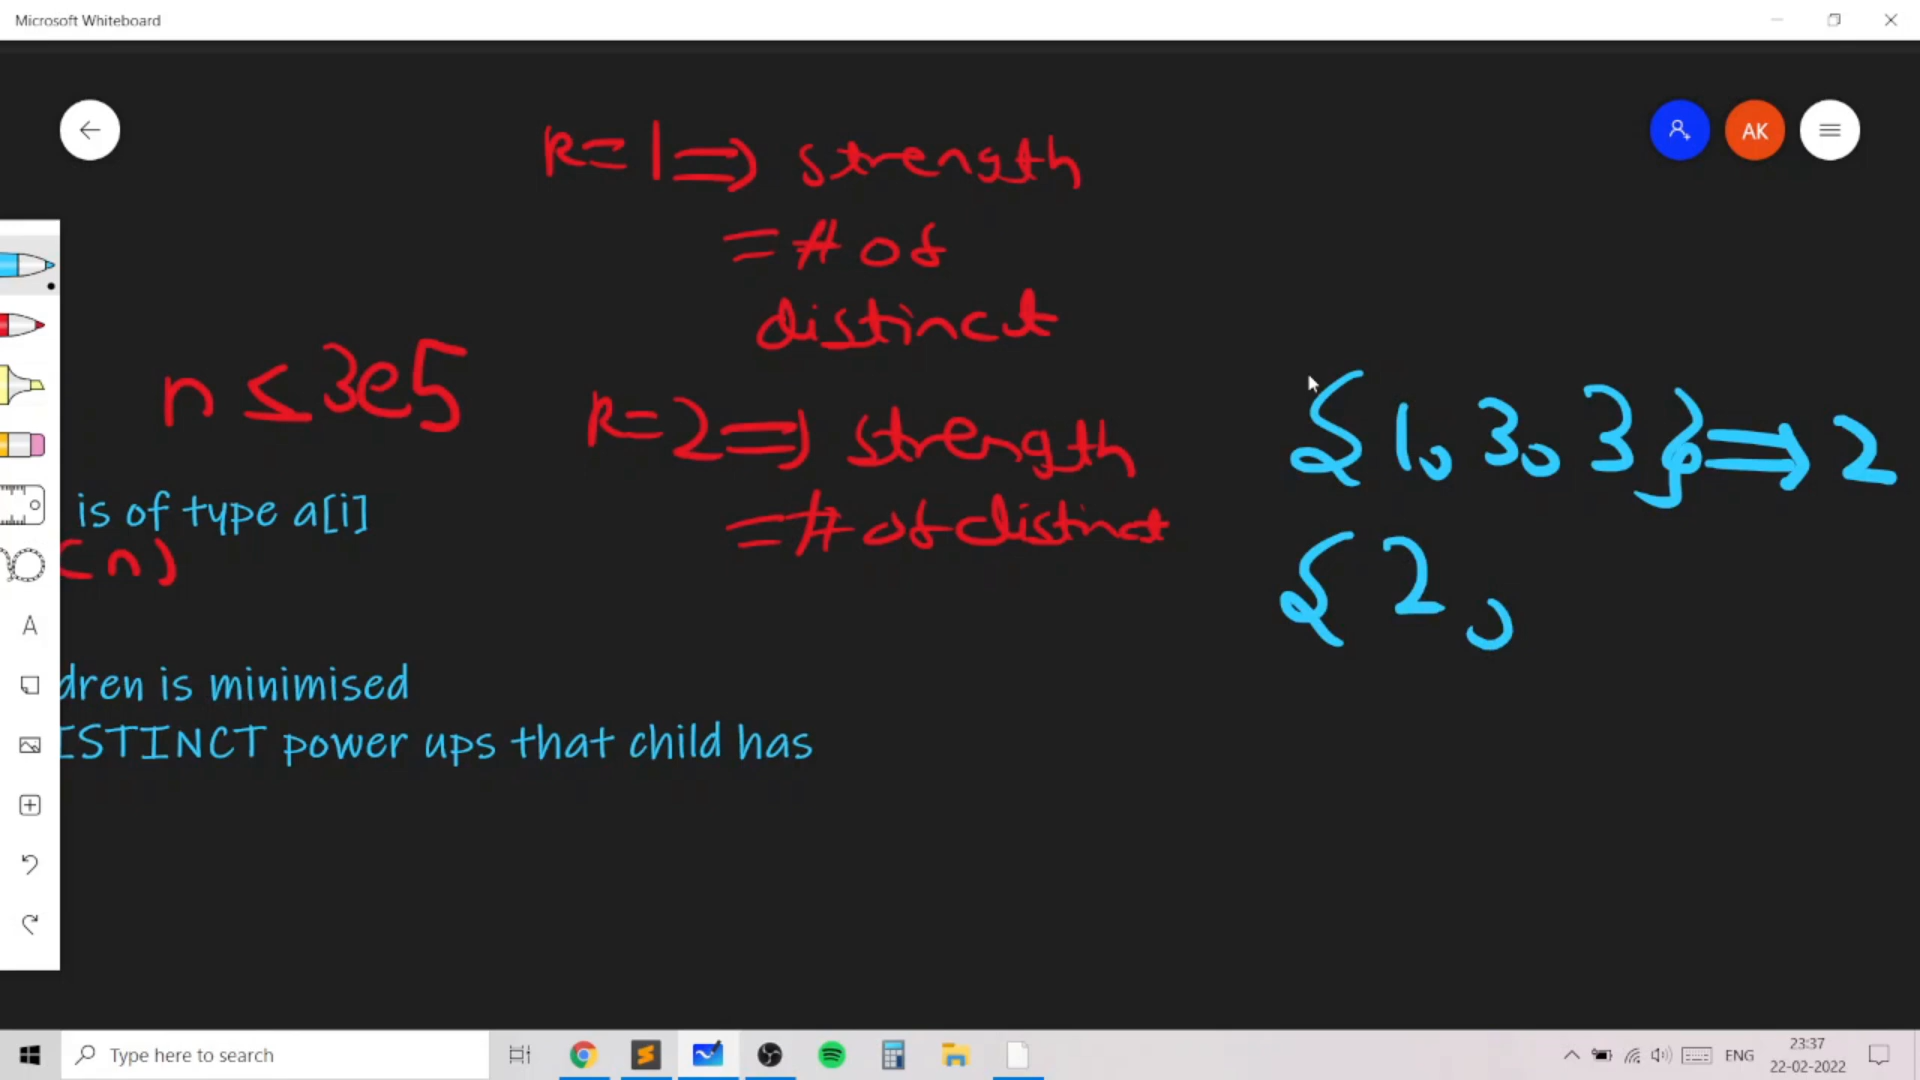 Microsoft Whiteboard
AK
k=1 => strength
= # of
distinct
n ≤ 3e5
k=2 => strength
= # of distinct
{1, 3, 3} => 2
{2,
is of type a[i]
(n)
dren is minimised
ISTINCT power ups that child has
A
Type here to search
ENG
23:37
22-02-2022